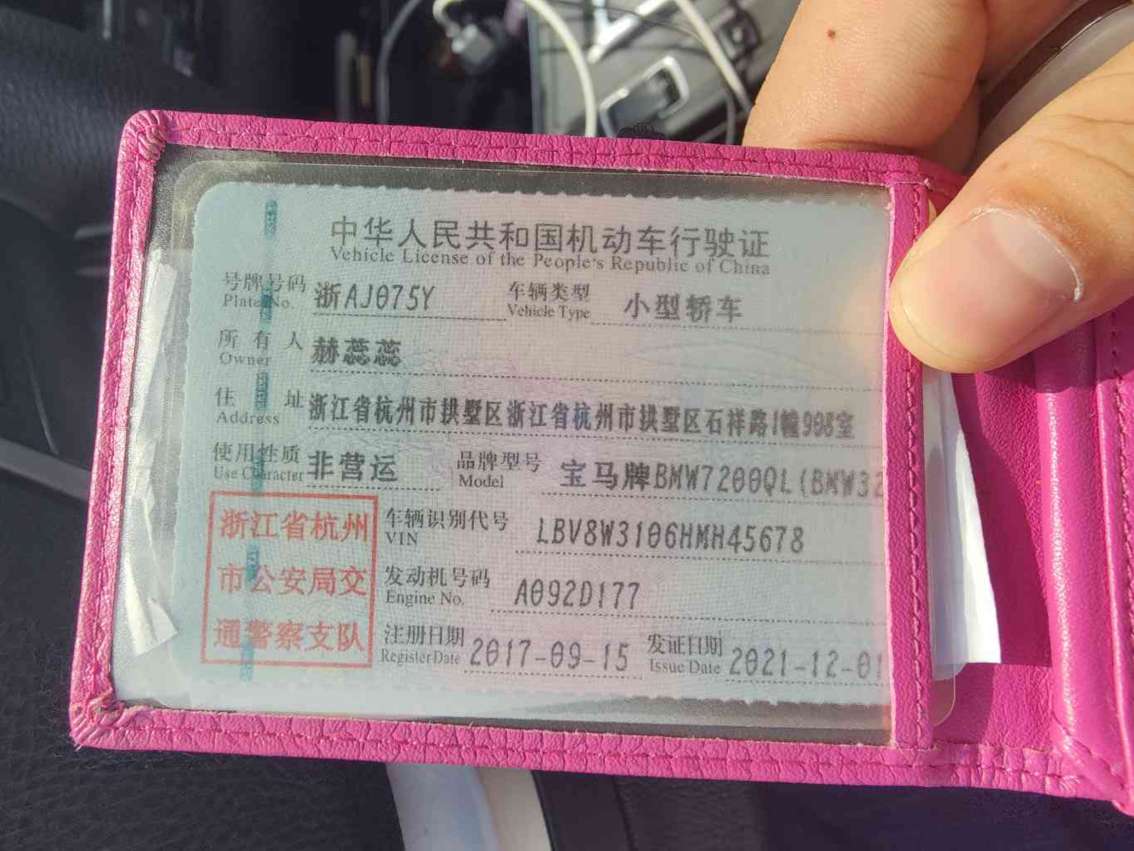 中华人民共和国机动车行驶证
Vehicle License of the People's Republic of China
号牌号码 浙AJ075Y 车辆类型 小型轿车
Plate No. Vehicle Type
所有人 赫蕊蕊
Owner
住址 浙江省杭州市拱墅区浙江省杭州市拱墅区石祥路1幢908室
Address
使用性质 非营运 品牌型号 宝马牌BMW7200QL(BMW32
Use Character Model
浙江省杭州
市公安局交
通警察支队
车辆识别代号 LBV8W3106HMH45678
VIN
发动机号码 A092D177
Engine No.
注册日期 2017-09-15 发证日期 2021-12-01
Register Date Issue Date